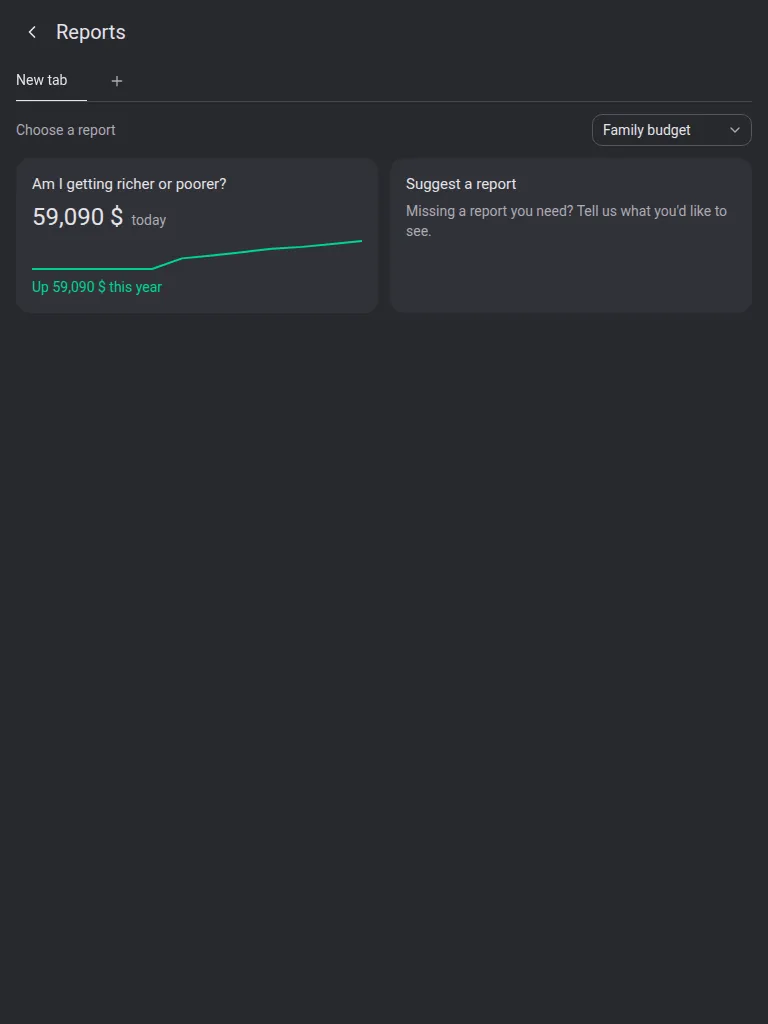 Reports
New tab
Choose a report
Family budget
Am I getting richer or poorer?
59,090 $ today
Up 59,090 $ this year
Suggest a report
Missing a report you need? Tell us what you'd like to
see.